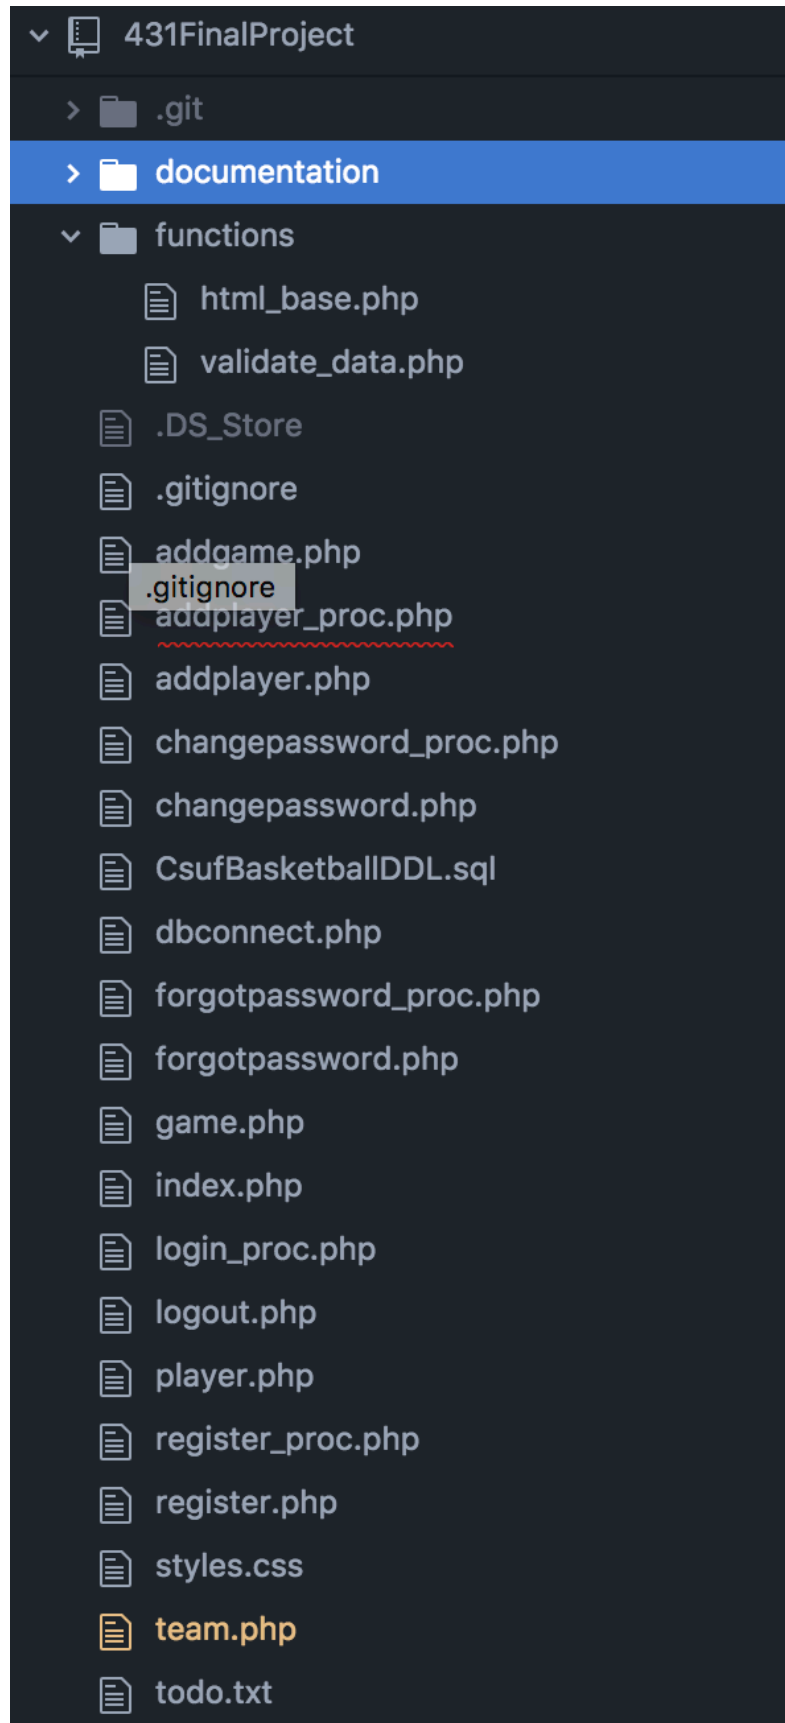 431FinalProject
.git
documentation
functions
html_base.php
validate_data.php
.DS_Store
.gitignore
addgame.php
.gitignore
addplayer_proc.php
addplayer.php
changepassword_proc.php
changepassword.php
CsufBasketballDDL.sql
dbconnect.php
forgotpassword_proc.php
forgotpassword.php
game.php
index.php
login_proc.php
logout.php
player.php
register_proc.php
register.php
styles.css
team.php
todo.txt